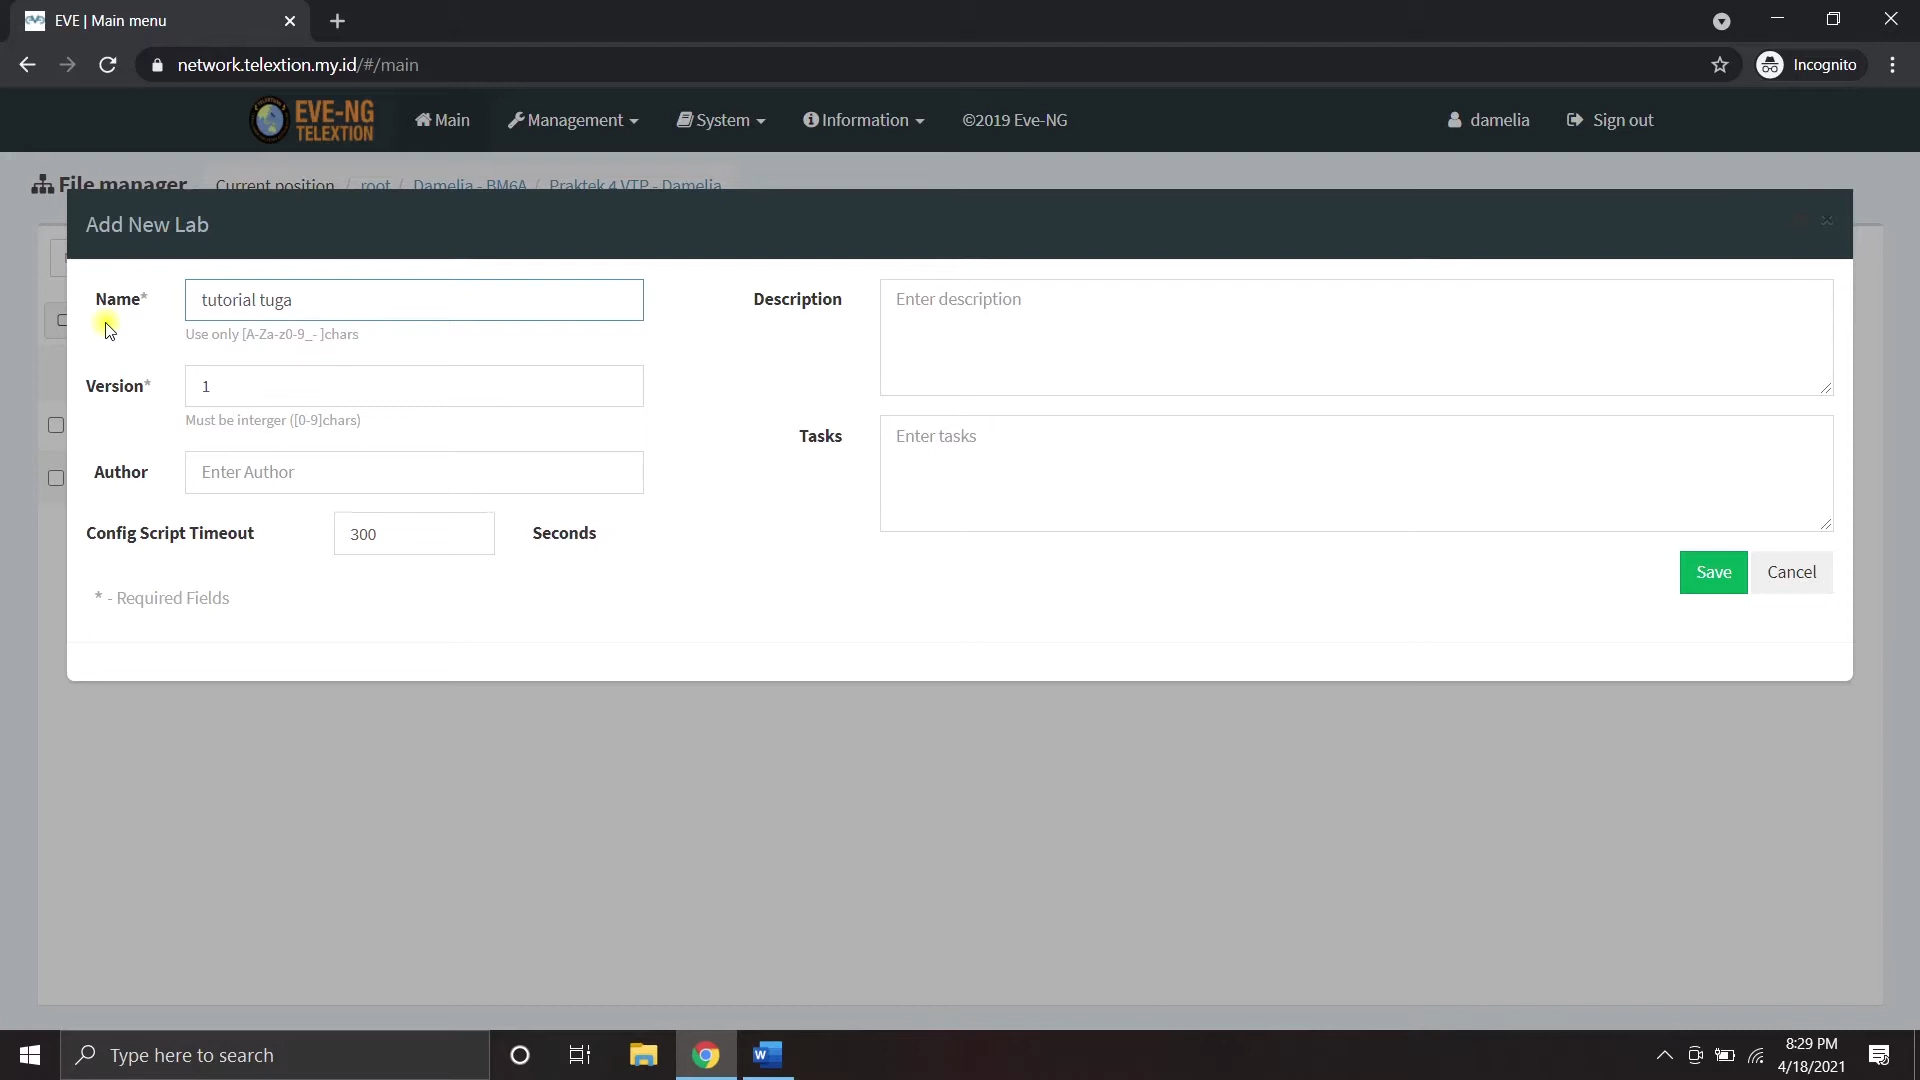 EVE | Main menu
network.telextion.my.id/#/main
Incognito
EVE-NG
TELEXTION
Main
Management
System
Information
©2019 Eve-NG
damelia
Sign out
File manager
Current position / root / Damelia - BM6A / Praktek 4 VTP - Damelia
Add New Lab
Name*
tutorial tuga
Use only [A-Za-z0-9_- ]chars
Version*
1
Must be interger ([0-9]chars)
Author
Enter Author
Config Script Timeout
300
Seconds
* - Required Fields
Description
Enter description
Tasks
Enter tasks
Save
Cancel
Type here to search
8:29 PM
4/18/2021